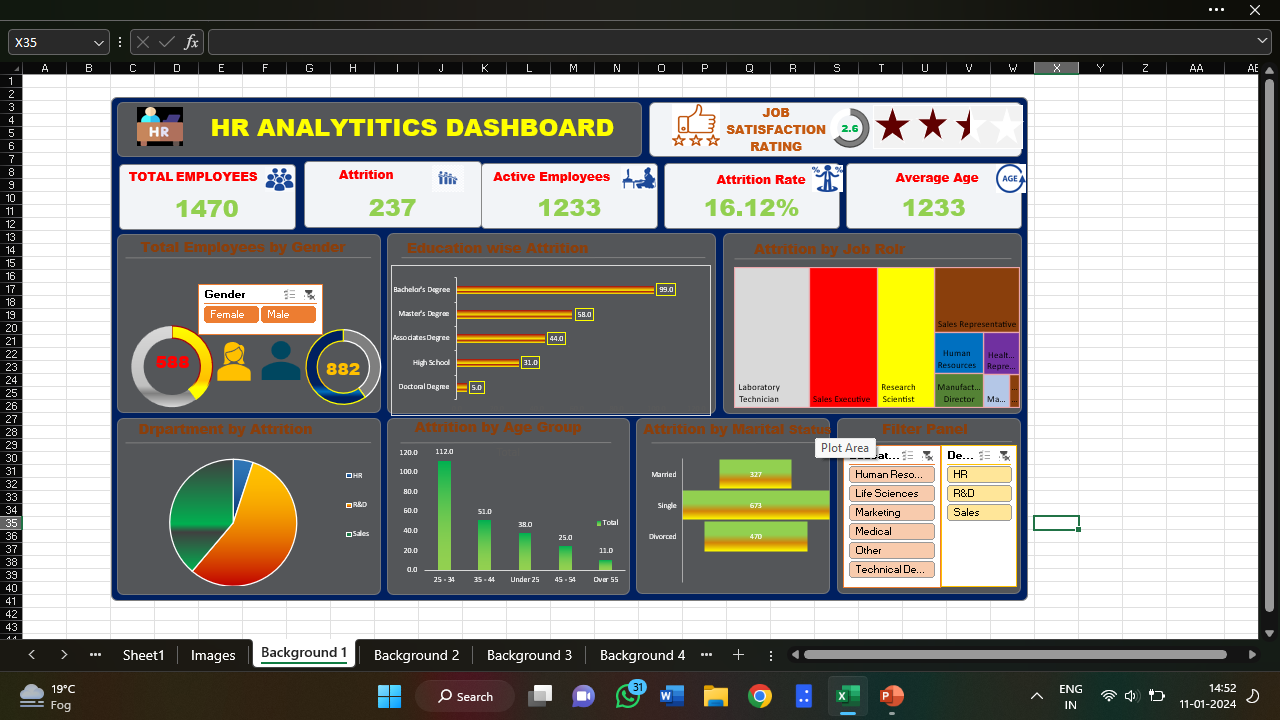 X35
fx
A B C D E F G H I J K L M N O P Q R S T U V W X Y Z AA AE
HR
HR ANALYTITICS DASHBOARD
JOB
SATISFACTION
RATING
2.6
TOTAL EMPLOYEES
1470
Attrition
237
Active Employees
1233
Attrition Rate
16.12%
Average Age
AGE
1233
Total Employees by Gender
Gender
Female Male
588
882
Education wise Attrition
Bachelor's Degree 99.0
Master's Degree 58.0
Associates Degree 44.0
High School 31.0
Doctoral Degree 5.0
Attrition by Job Role
Laboratory
Technician
Sales Executive
Research
Scientist
Sales Representative
Human
Resources
Healt...
Repre...
Manufact...
Director
Ma...
...
...
Drpartment by Attrition
HR
R&D
Sales
Attrition by Age Group
120.0
100.0
80.0
60.0
40.0
20.0
0.0
112.0
51.0
38.0
25.0
11.0
25 - 34 35 - 44 Under 25 45 - 54 Over 55
Total
Attrition by Marital Status
Married 327
Single 673
Divorced 470
Plot Area
Filter Panel
Human Reso...
Life Sciences
Marketing
Medical
Other
Technical De...
De...
HR
R&D
Sales
1
2
3
4
5
6
7
8
9
10
11
12
13
14
15
16
17
18
19
20
21
22
23
24
25
26
27
28
29
30
31
32
33
34
35
36
37
38
39
40
41
42
43
Sheet1 Images Background 1 Background 2 Background 3 Background 4
19°C
Fog
Search
31
ENG
IN
14:52
11-01-2024